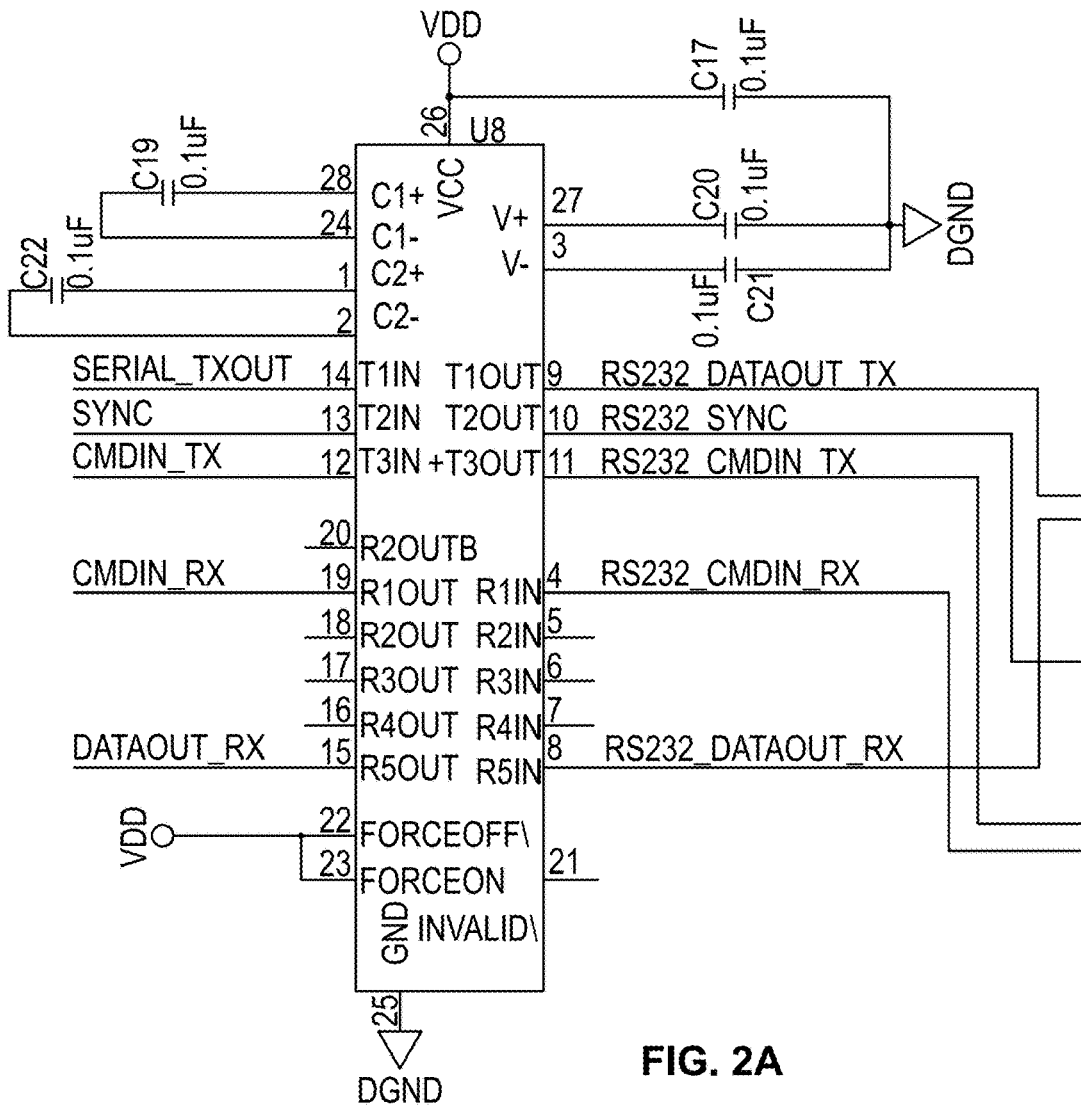 VDD
C17
0.1uF
26
U8
C19
0.1uF
28
C1+
VCC
V+
27
C20
0.1uF
24
C1-
3
V-
DGND
C22
0.1uF
1
C2+
0.1uF
C21
2
C2-
SERIAL_TXOUT 14 T1IN T1OUT 9 RS232_DATAOUT_TX
SYNC 13 T2IN T2OUT 10 RS232_SYNC
CMDIN_TX 12 T3IN +T3OUT 11 RS232_CMDIN_TX
20 R2OUTB
CMDIN_RX 19 R1OUT R1IN 4 RS232_CMDIN_RX
18 R2OUT R2IN 5
17 R3OUT R3IN 6
16 R4OUT R4IN 7
DATAOUT_RX 15 R5OUT R5IN 8 RS232_DATAOUT_RX
VDD
22 FORCEOFF\
23 FORCEON 21
GND
INVALID\
25
DGND
FIG. 2A